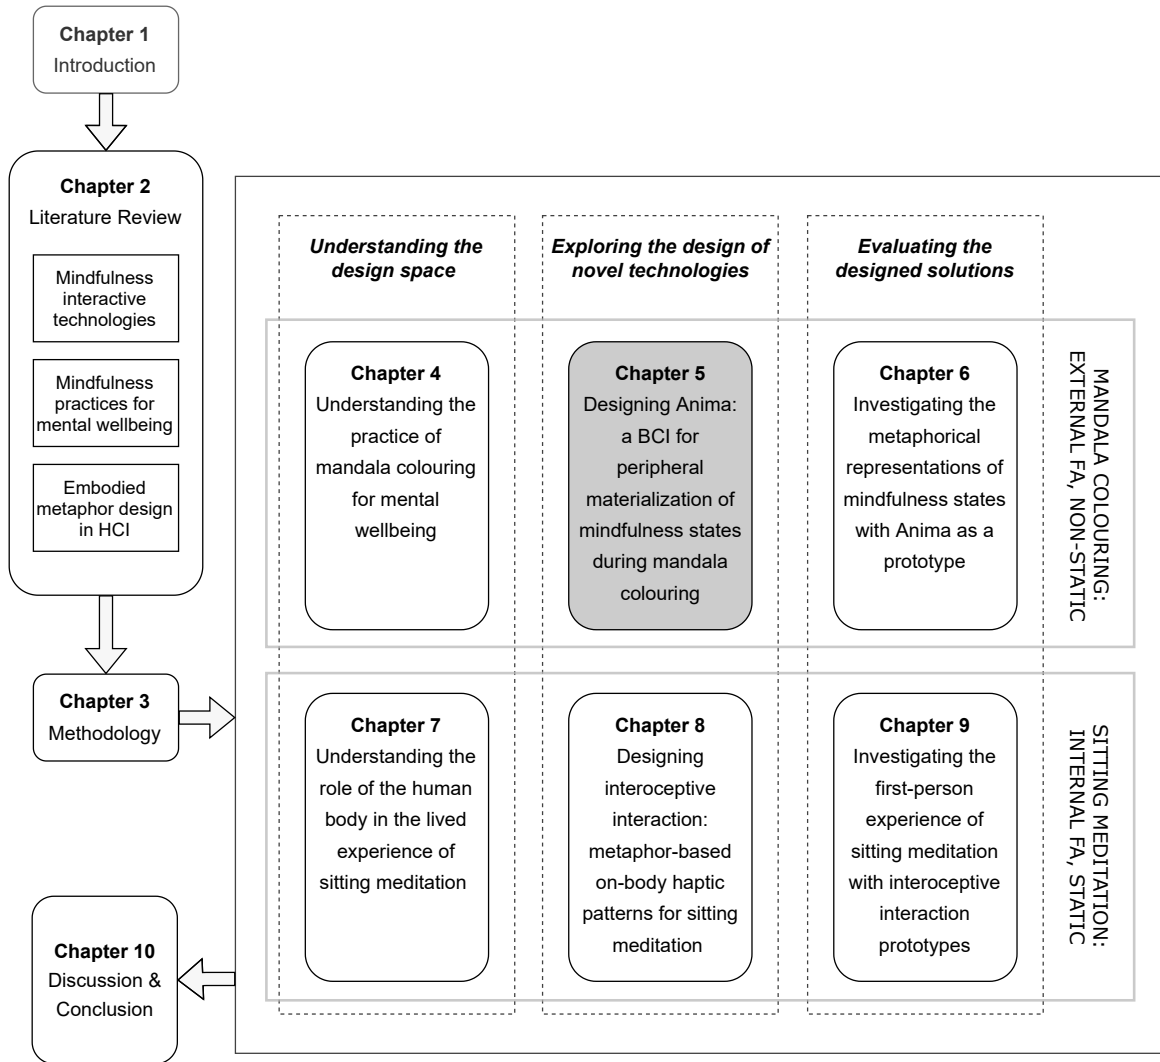 Chapter 1
Introduction
Chapter 2
Literature Review
Mindfulness
interactive
technologies
Mindfulness
practices for
mental wellbeing
Embodied
metaphor design
in HCI
Chapter 3
Methodology
Understanding the
design space
Exploring the design of
novel technologies
Evaluating the
designed solutions
Chapter 4
Understanding the
practice of
mandala colouring
for mental
wellbeing
Chapter 5
Designing Anima:
a BCI for
peripheral
materialization of
mindfulness states
during mandala
colouring
Chapter 6
Investigating the
metaphorical
representations of
mindfulness states
with Anima as a
prototype
MANDALA COLOURING:
EXTERNAL FA, NON-STATIC
Chapter 7
Understanding the
role of the human
body in the lived
experience of
sitting meditation
Chapter 8
Designing
interoceptive
interaction:
metaphor-based
on-body haptic
patterns for sitting
meditation
Chapter 9
Investigating the
first-person
experience of
sitting meditation
with interoceptive
interaction
prototypes
SITTING MEDITATION:
INTERNAL FA, STATIC
Chapter 10
Discussion &
Conclusion